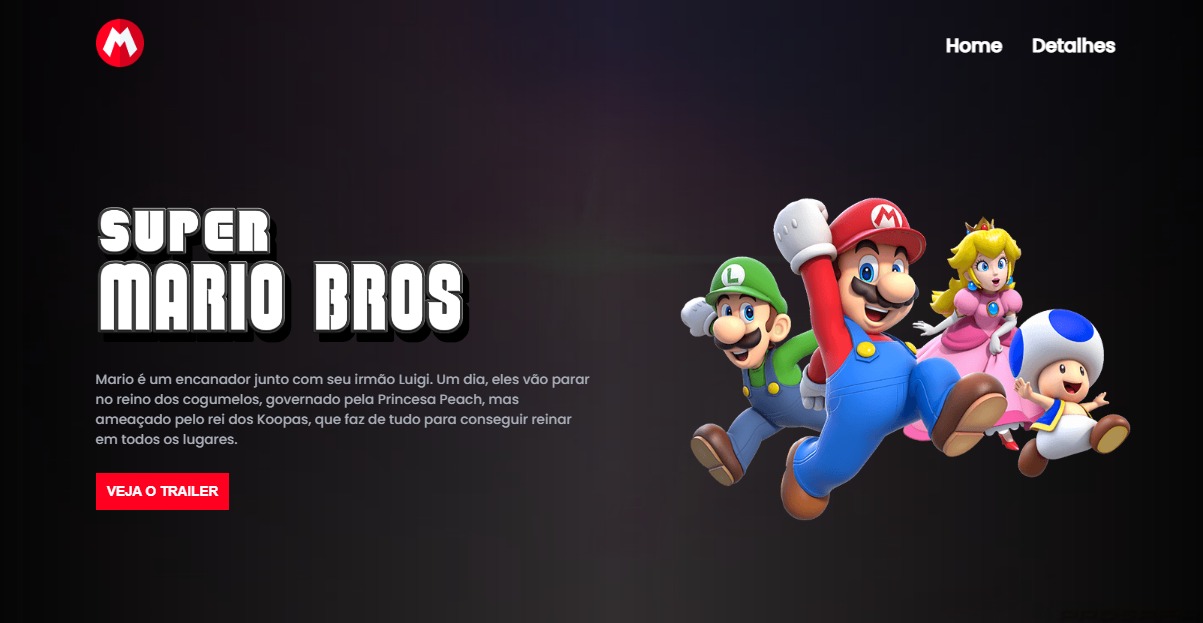 M
Home Detalhes
SUPER
MARIO BROS
Mario é um encanador junto com seu irmão Luigi. Um dia, eles vão parar
no reino dos cogumelos, governado pela Princesa Peach, mas
ameaçado pelo rei dos Koopas, que faz de tudo para conseguir reinar
em todos os lugares.
VEJA O TRAILER
M
L